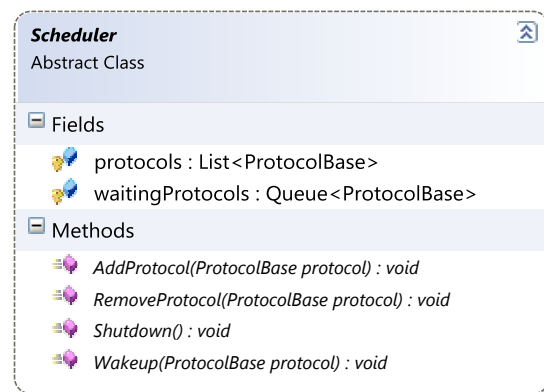 Scheduler
Abstract Class
Fields
protocols : List<ProtocolBase>
waitingProtocols : Queue<ProtocolBase>
Methods
AddProtocol(ProtocolBase protocol) : void
RemoveProtocol(ProtocolBase protocol) : void
Shutdown() : void
Wakeup(ProtocolBase protocol) : void